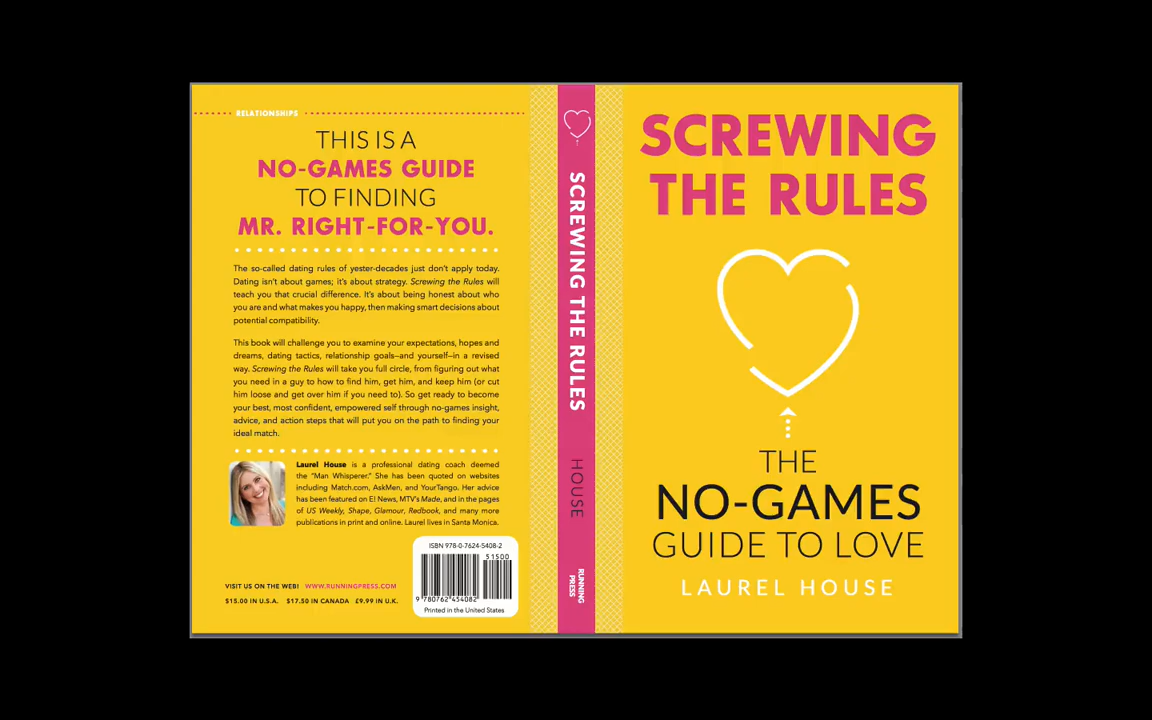 RELATIONSHIPS
THIS IS A
NO-GAMES GUIDE
TO FINDING
MR. RIGHT-FOR-YOU.
The so-called dating rules of yester-decades just don't apply today.
Dating isn't about games; it's about strategy. Screwing the Rules will
teach you that crucial difference. It's about being honest about who
you are and what makes you happy, then making smart decisions about
potential compatibility.
This book will challenge you to examine your expectations, hopes and
dreams, dating tactics, relationship goals—and yourself—in a revised
way. Screwing the Rules will take you full circle, from figuring out what
you need in a guy to how to find him, get him, and keep him (or cut
him loose and get over him if you need to). So get ready to become
your best, most confident, empowered self through no-games insight,
advice, and action steps that will put you on the path to finding your
ideal match.
Laurel House is a professional dating coach deemed
the "Man Whisperer." She has been quoted on websites
including Match.com, AskMen, and YourTango. Her advice
has been featured on E! News, MTV's Made, and in the pages
of US Weekly, Shape, Glamour, Redbook, and many more
publications in print and online. Laurel lives in Santa Monica.
ISBN 978-0-7624-5408-2
51500
9 780762 454082
Printed in the United States
VISIT US ON THE WEB! WWW.RUNNINGPRESS.COM
$15.00 IN U.S.A. $17.50 IN CANADA £9.99 IN U.K.
SCREWING THE RULES
HOUSE
RUNNING
PRESS
SCREWING
THE RULES
THE
NO-GAMES
GUIDE TO LOVE
LAUREL HOUSE